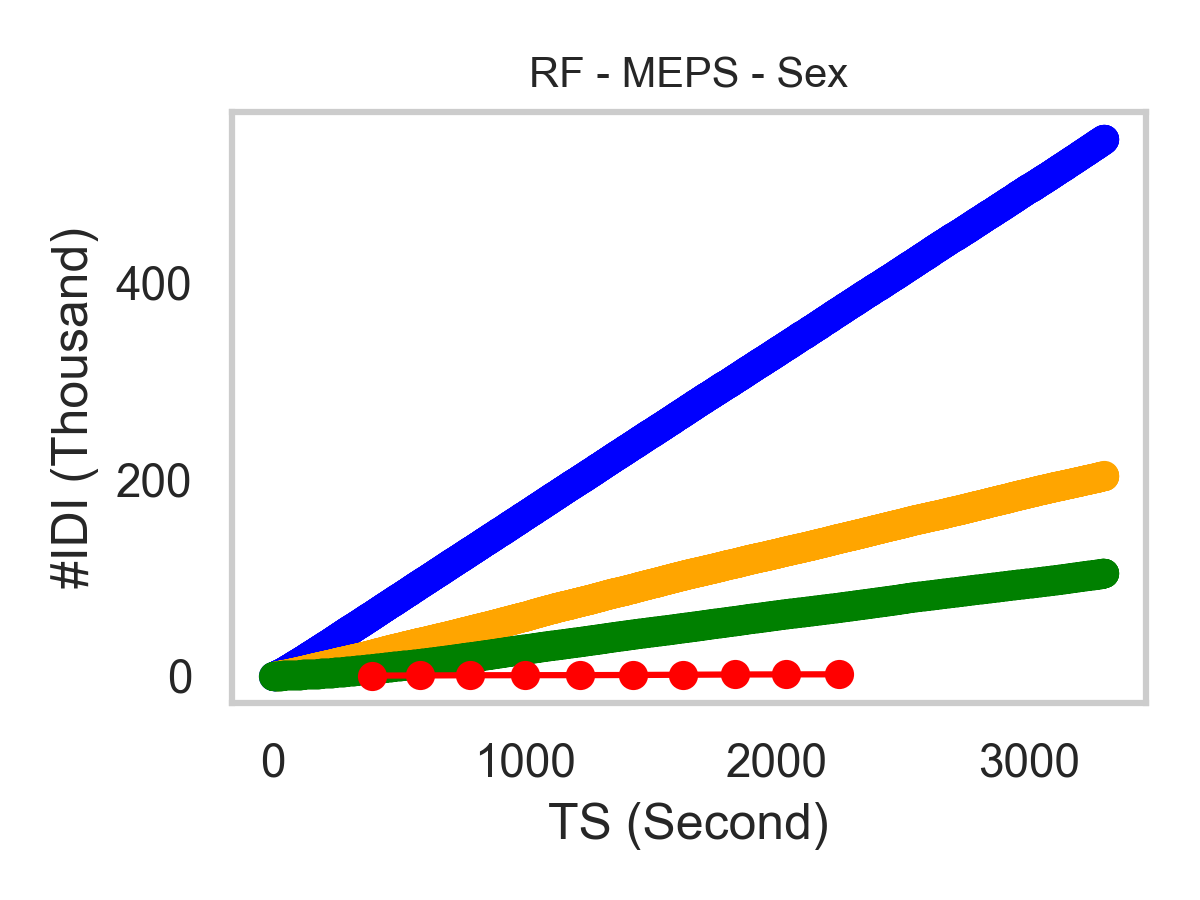 RF - MEPS - Sex
#IDI (Thousand)
400
200
0
0 1000 2000 3000
TS (Second)